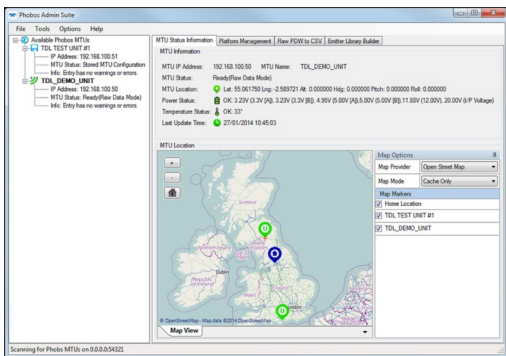 Phobos Admin Suite
File Tools Options Help
Available Phobos MTUs
TDL TEST UNIT #1
IP Address: 192.168.100.51
MTU Status: Stored MTU Configuration
Info: Entry has no warnings or errors.
TDL_DEMO_UNIT
IP Address: 192.168.100.50
MTU Status: Ready(Raw Data Mode)
Info: Entry has no warnings or errors.
MTU Status Information Platform Management Raw PDW to CSV Emitter Library Builder
MTU Information
MTU IP Address: 192.168.100.50 MTU Name: TDL_DEMO_UNIT
MTU Status: Ready(Raw Data Mode)
MTU Location: Lat: 55.061750 Lng: -2.589721 Alt: 0.000000 Hdg: 0.000000 Pitch: 0.000000 Roll: 0.000000
Power Status: OK: 3.23V (3.3V [A]), 3.23V (3.3V [B]), 4.95V (5.00V [A]),5.00V (5.00V [B]),11.88V (12.00V), 20.00V (I/P Voltage)
Temperature Status: OK: 33°
Last Update Time: 27/01/2014 10:45:03
MTU Location
+
-
Scotland
U
O
Dublin
U
© OpenStreetMap - Map data ©2014 OpenStreetMap
Map View
Map Options
Map Provider Open Street Map
Map Mode Cache Only
Map Markers
Home Location
TDL TEST UNIT #1
TDL_DEMO_UNIT
Scanning for Phobs MTUs on 0.0.0.0:54321